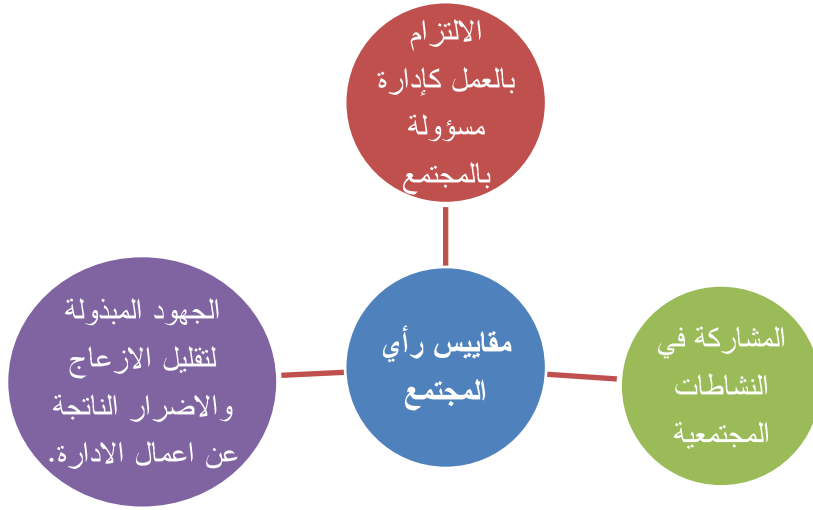 الالتزام
بالعمل كإدارة
مسؤولة
بالمجتمع
مقاييس رأي
المجتمع
المشاركة في
النشاطات
المجتمعية
الجهود المبذولة
لتقليل الازعاج
والاضرار الناتجة
عن اعمال الادارة.